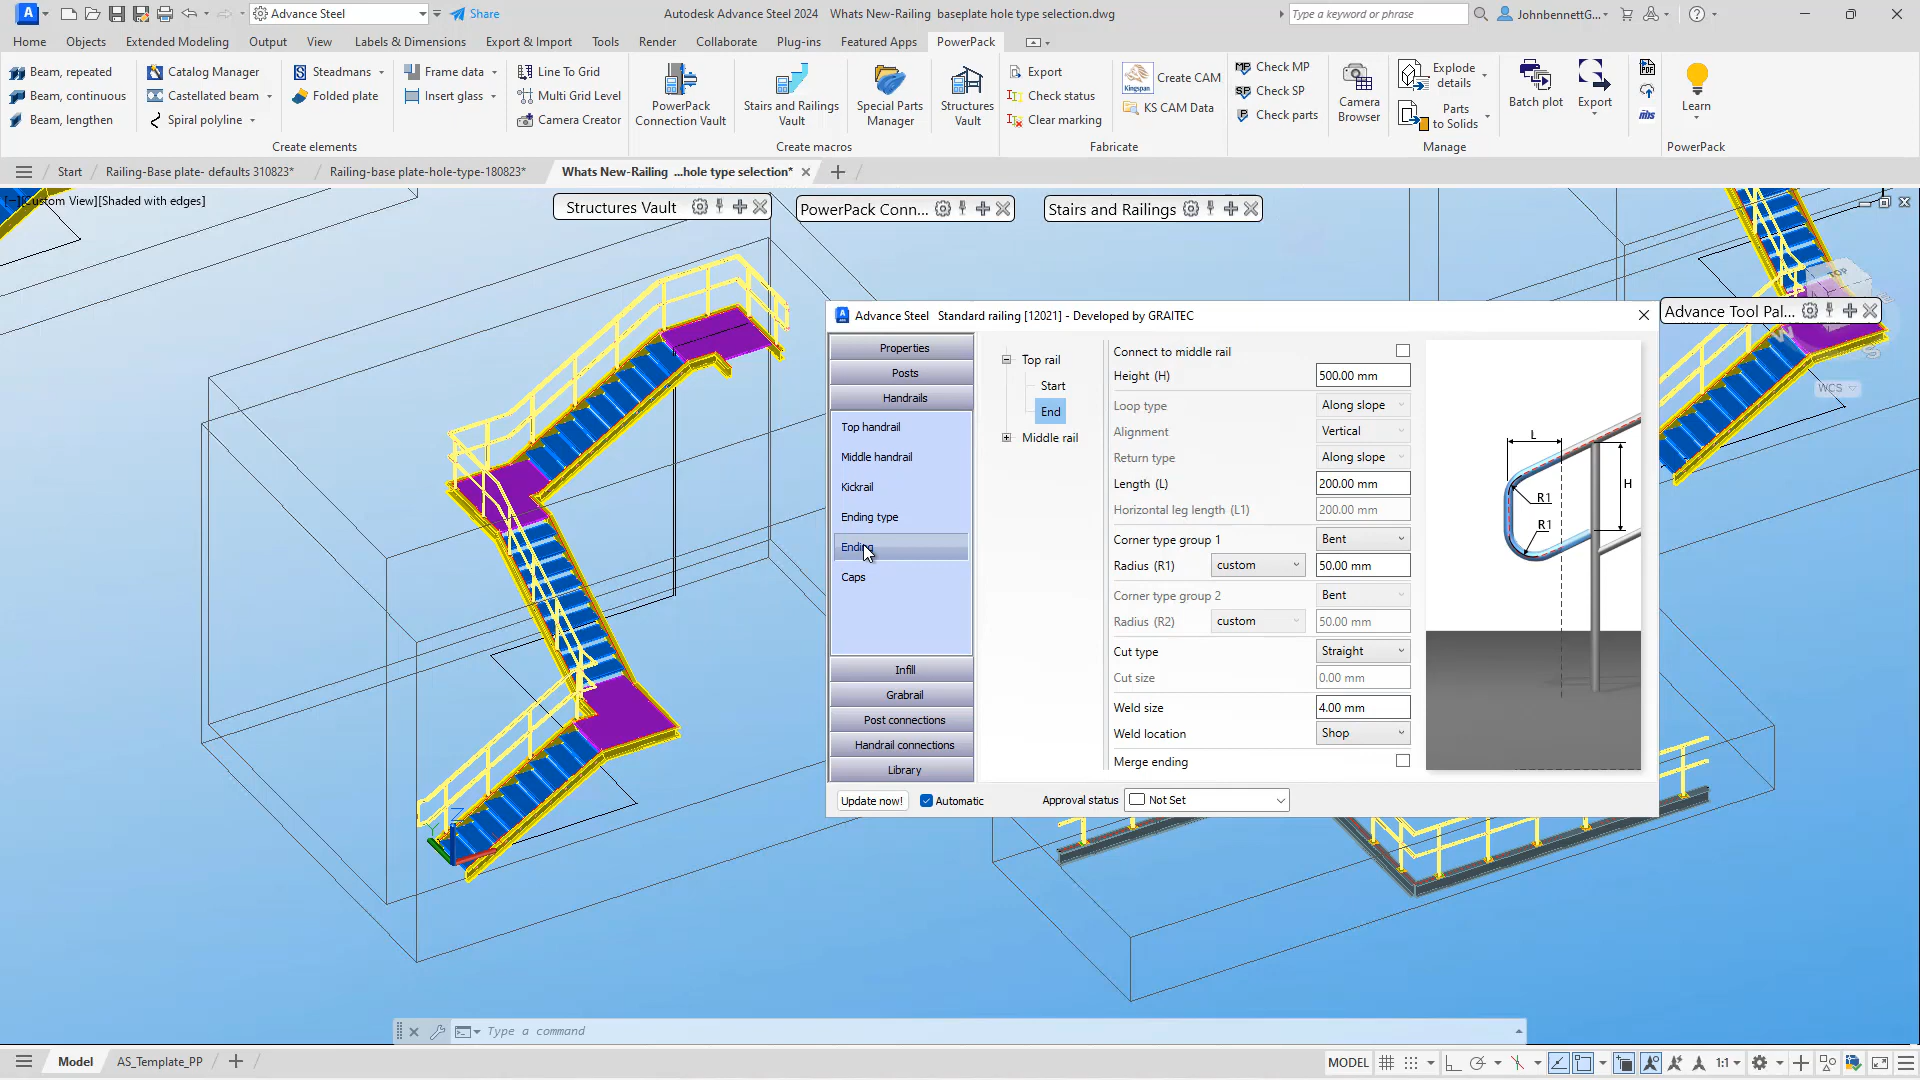 Advance Steel
Share
Autodesk Advance Steel 2024 Whats New-Railing baseplate hole type selection.dwg
Type a keyword or phrase
JohnbennettG...
Home Objects Extended Modeling Output View Labels & Dimensions Export & Import Tools Render Collaborate Plug-ins Featured Apps PowerPack
Beam, repeated
Beam, continuous
Beam, lengthen
Catalog Manager
Castellated beam
Spiral polyline
Steadmans
Folded plate
Frame data
Insert glass
Line To Grid
Multi Grid Level
Camera Creator
Create elements
PowerPack
Connection Vault
Stairs and Railings
Vault
Special Parts
Manager
Structures
Vault
Create macros
Export
Check status
Clear marking
Kingspan
Create CAM
KS CAM Data
Fabricate
Check MP
Check SP
Check parts
Camera
Browser
Explode
details
Parts
to Solids
Batch plot
Export
Manage
PDF
nbs
Learn
PowerPack
Start
Railing-Base plate- defaults 310823*
Railing-base plate-hole-type-180823*
Whats New-Railing ...hole type selection*
[Custom View][Shaded with edges]
Structures Vault
PowerPack Conn...
Stairs and Railings
Advance Tool Pal...
TOP
WCS
Advance Steel Standard railing [12021] - Developed by GRAITEC
Properties
Posts
Handrails
Top handrail
Middle handrail
Kickrail
Ending type
Ending
Caps
Infill
Grabrail
Post connections
Handrail connections
Library
Top rail
Start
End
Middle rail
Connect to middle rail
Height (H) 500.00 mm
Loop type Along slope
Alignment Vertical
Return type Along slope
Length (L) 200.00 mm
Horizontal leg length (L1) 200.00 mm
Corner type group 1 Bent
Radius (R1) custom 50.00 mm
Corner type group 2 Bent
Radius (R2) custom 50.00 mm
Cut type Straight
Cut size 0.00 mm
Weld size 4.00 mm
Weld location Shop
Merge ending
L
H
R1
R1
Update now!
Automatic
Approval status Not Set
Z
Y
Type a command
Model
AS_Template_PP
MODEL
1:1